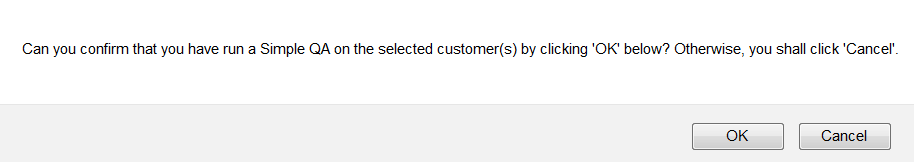 Can you confirm that you have run a Simple QA on the selected customer(s) by clicking 'OK' below? Otherwise, you shall click 'Cancel'.
OK Cancel